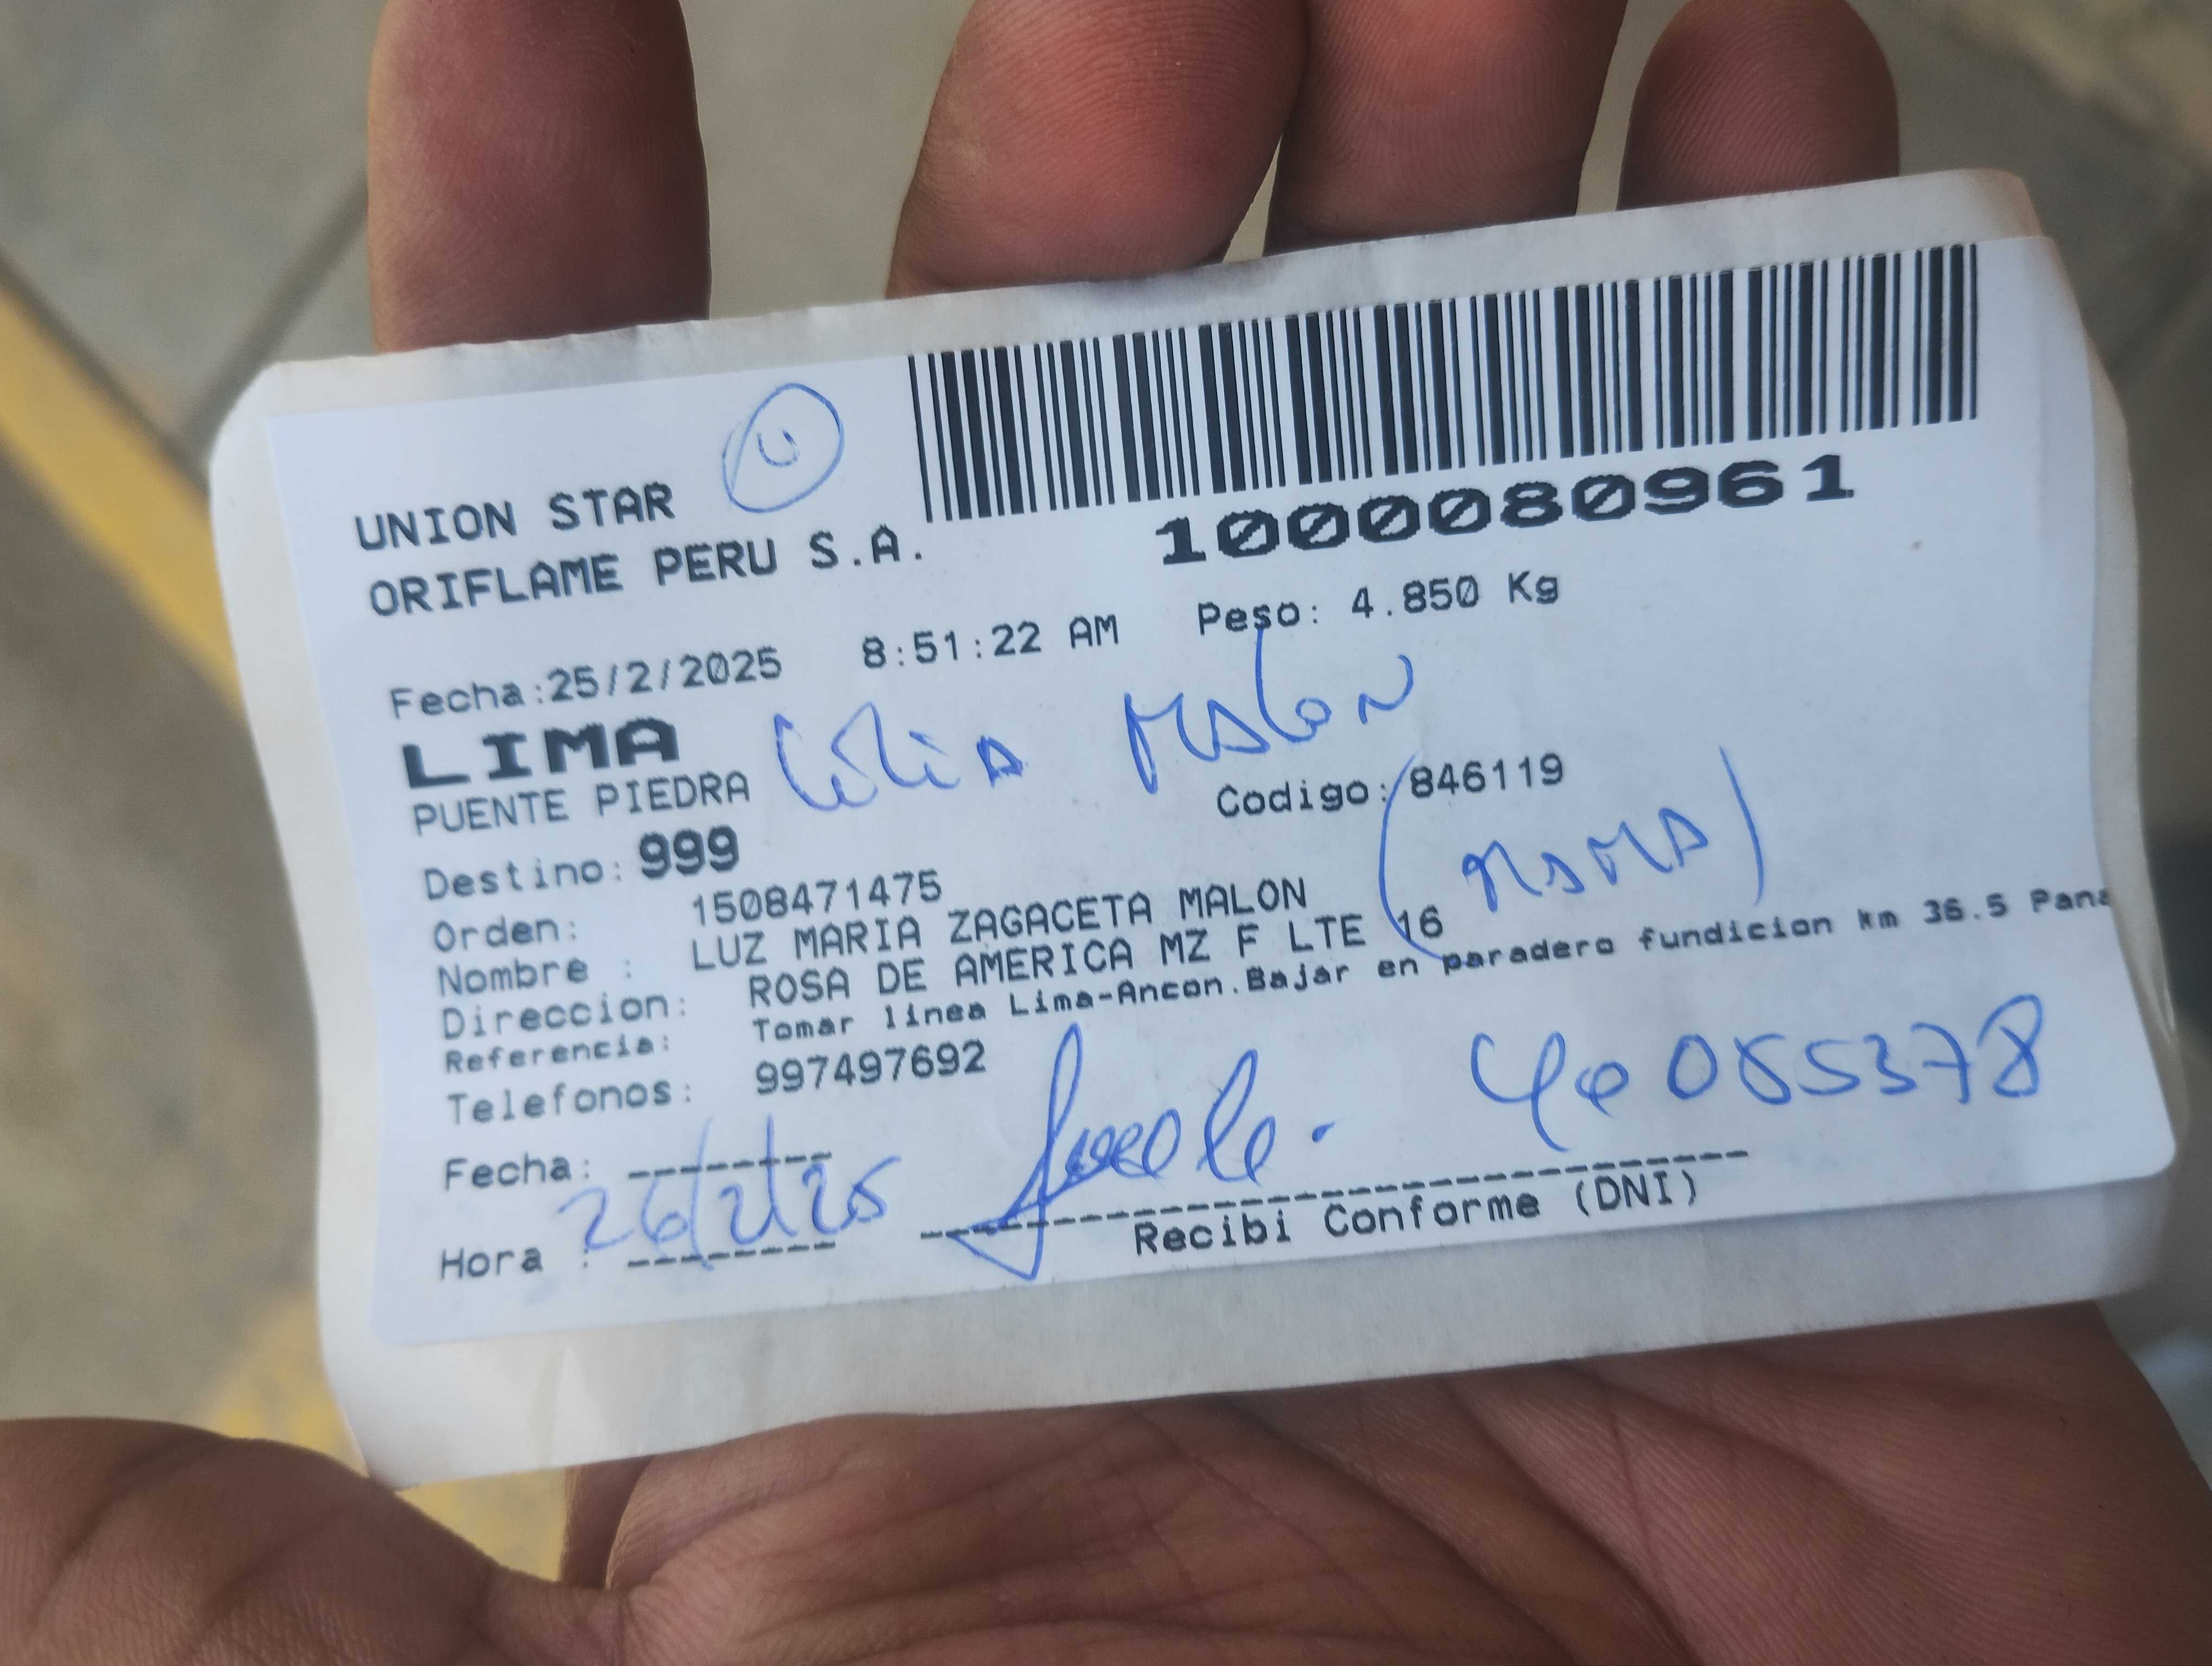 UNION STAR
ORIFLAME PERU S.A.
1000080961
Fecha:25/2/2025 8:51:22 AM Peso: 4.850 Kg
LIMA
Celia Malon
PUENTE PIEDRA
Codigo: 846119
(MAMA)
Destino: 999
Orden: 1508471475
Nombre : LUZ MARIA ZAGACETA MALON
Direccion: ROSA DE AMERICA MZ F LTE 16
Referencia: Tomar linea Lima-Ancon.Bajar en paradero fundicion km 36.5 Pana
Telefonos: 997497692
Fecha: 26/2/25
Hora :
Recibi Conforme (DNI)